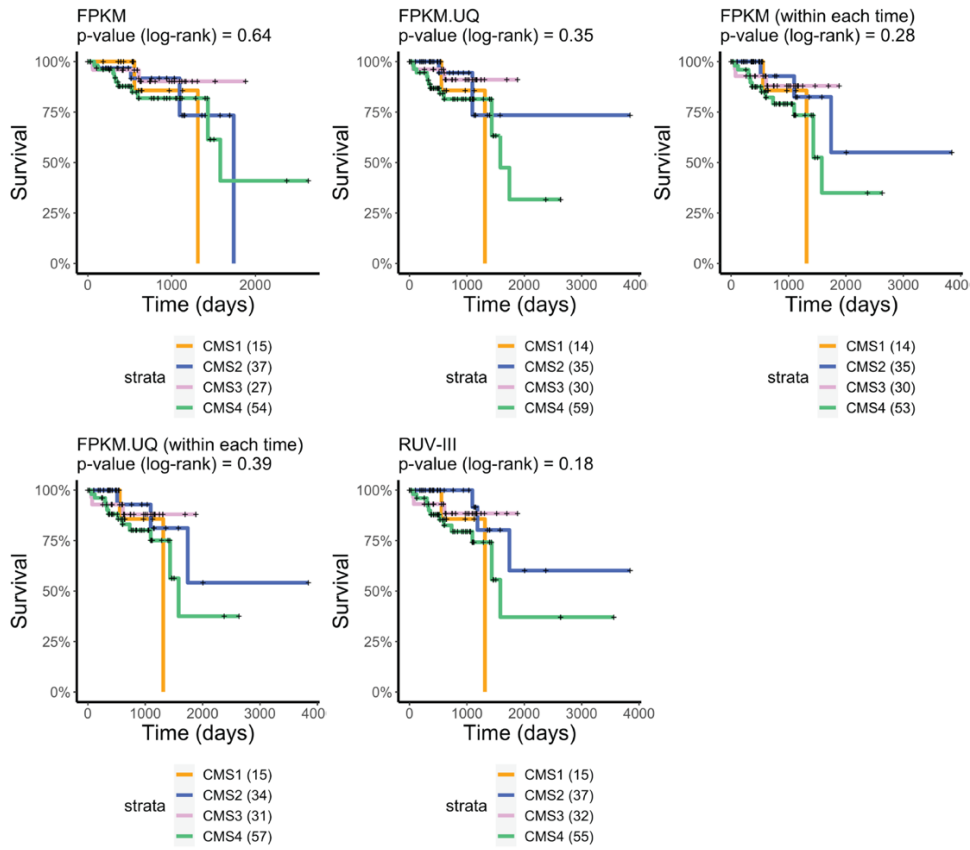 FPKM
p-value (log-rank) = 0.64
100%
75%
50%
25%
0%
Survival
0 1000 2000
Time (days)
strata
CMS1 (15)
CMS2 (37)
CMS3 (27)
CMS4 (54)
FPKM.UQ
p-value (log-rank) = 0.35
100%
75%
50%
25%
0%
Survival
0 1000 2000 3000 400
Time (days)
strata
CMS1 (14)
CMS2 (35)
CMS3 (30)
CMS4 (59)
FPKM (within each time)
p-value (log-rank) = 0.28
100%
75%
50%
25%
0%
Survival
0 1000 2000 3000 400
Time (days)
strata
CMS1 (14)
CMS2 (35)
CMS3 (30)
CMS4 (53)
FPKM.UQ (within each time)
p-value (log-rank) = 0.39
100%
75%
50%
25%
0%
Survival
0 1000 2000 3000 400
Time (days)
strata
CMS1 (15)
CMS2 (34)
CMS3 (31)
CMS4 (57)
RUV-III
p-value (log-rank) = 0.18
100%
75%
50%
25%
0%
Survival
0 1000 2000 3000 4000
Time (days)
strata
CMS1 (15)
CMS2 (37)
CMS3 (32)
CMS4 (55)